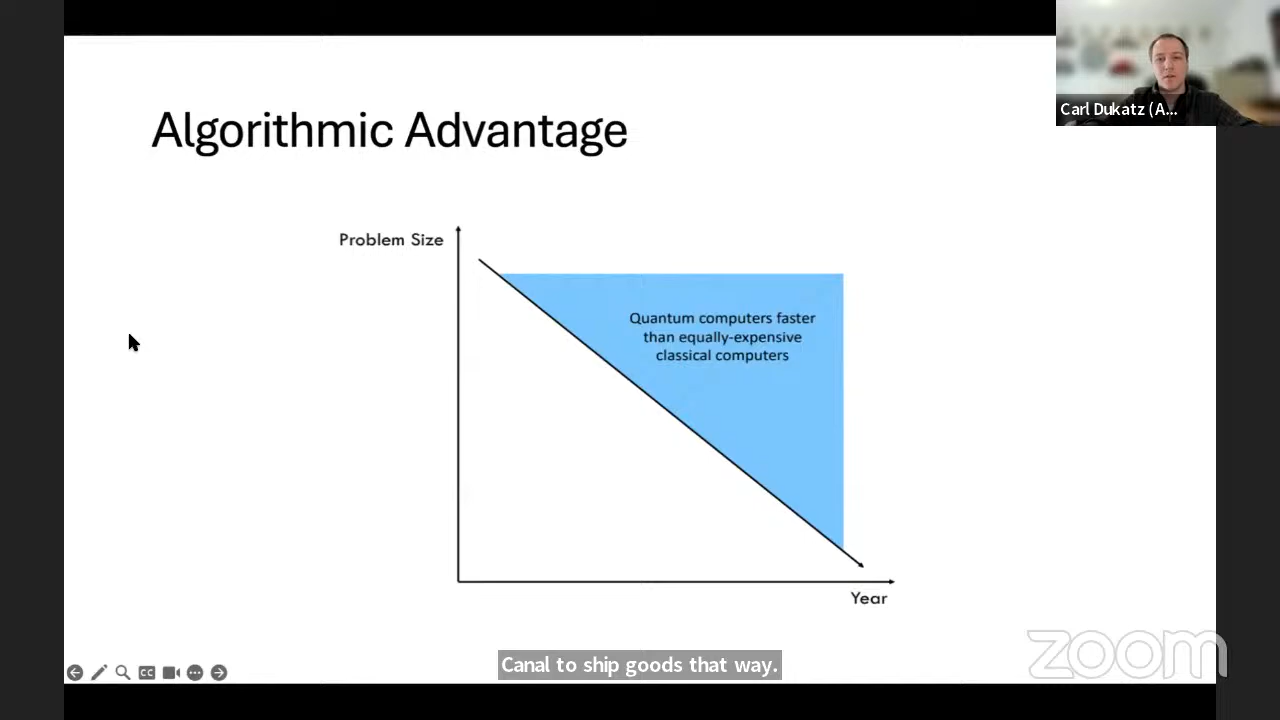 Carl Dukatz (A...
Algorithmic Advantage
Problem Size
Quantum computers faster
than equally-expensive
classical computers
Year
zoom
CC
Canal to ship goods that way.